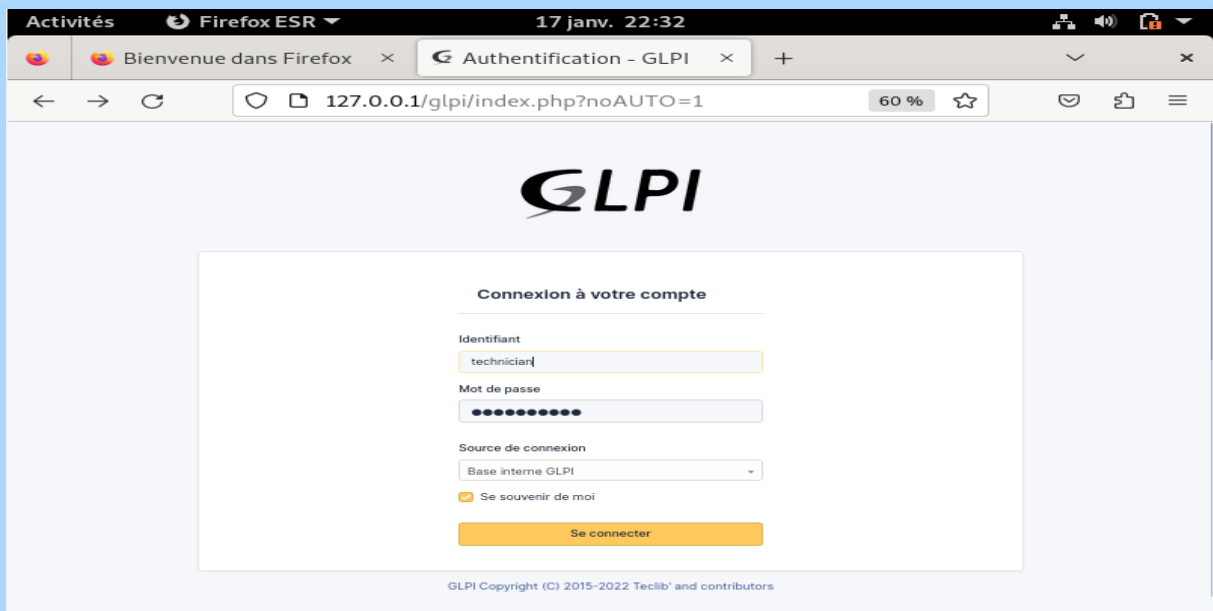 Activités Firefox ESR 17 janv. 22:32
Bienvenue dans Firefox × Authentification - GLPI × +
127.0.0.1/glpi/index.php?noAUTO=1 60 %
GLPI
Connexion à votre compte
Identifiant
technician
Mot de passe
●●●●●●●●●●
Source de connexion
Base interne GLPI
Se souvenir de moi
Se connecter
GLPI Copyright (C) 2015-2022 Teclib' and contributors